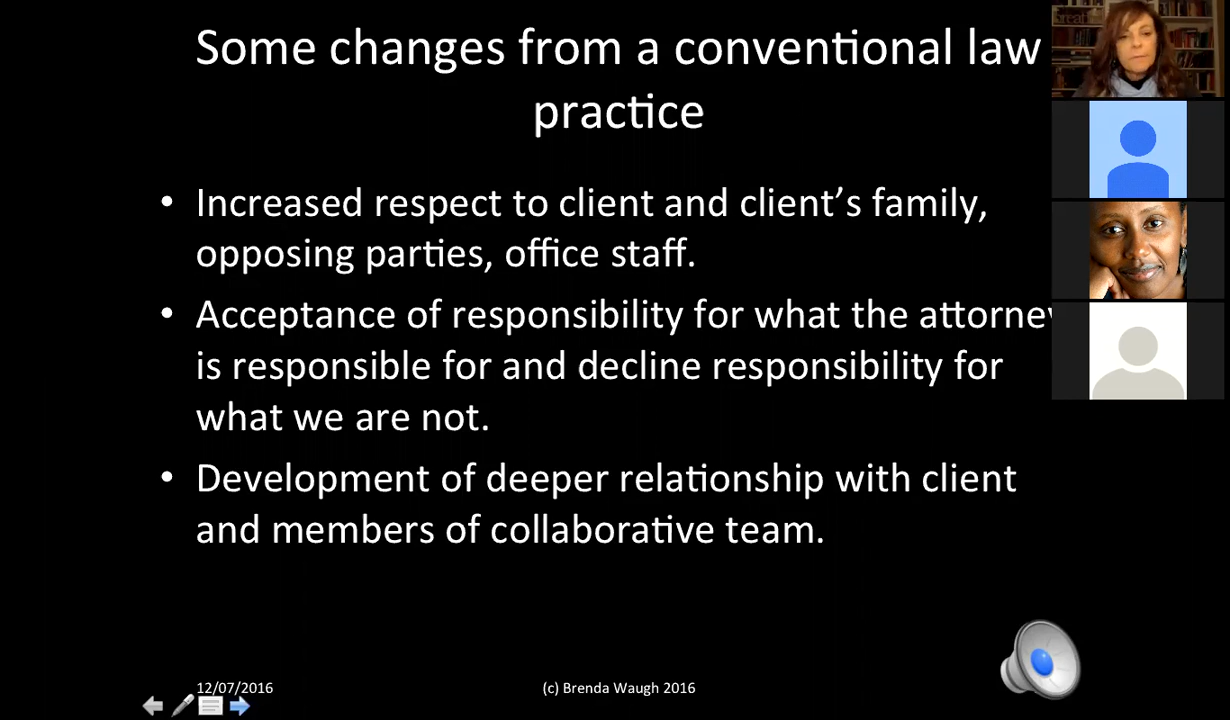 Some changes from a conventional law
practice
• Increased respect to client and client's family,
opposing parties, office staff.
• Acceptance of responsibility for what the attorney
is responsible for and decline responsibility for
what we are not.
• Development of deeper relationship with client
and members of collaborative team.
12/07/2016
(c) Brenda Waugh 2016